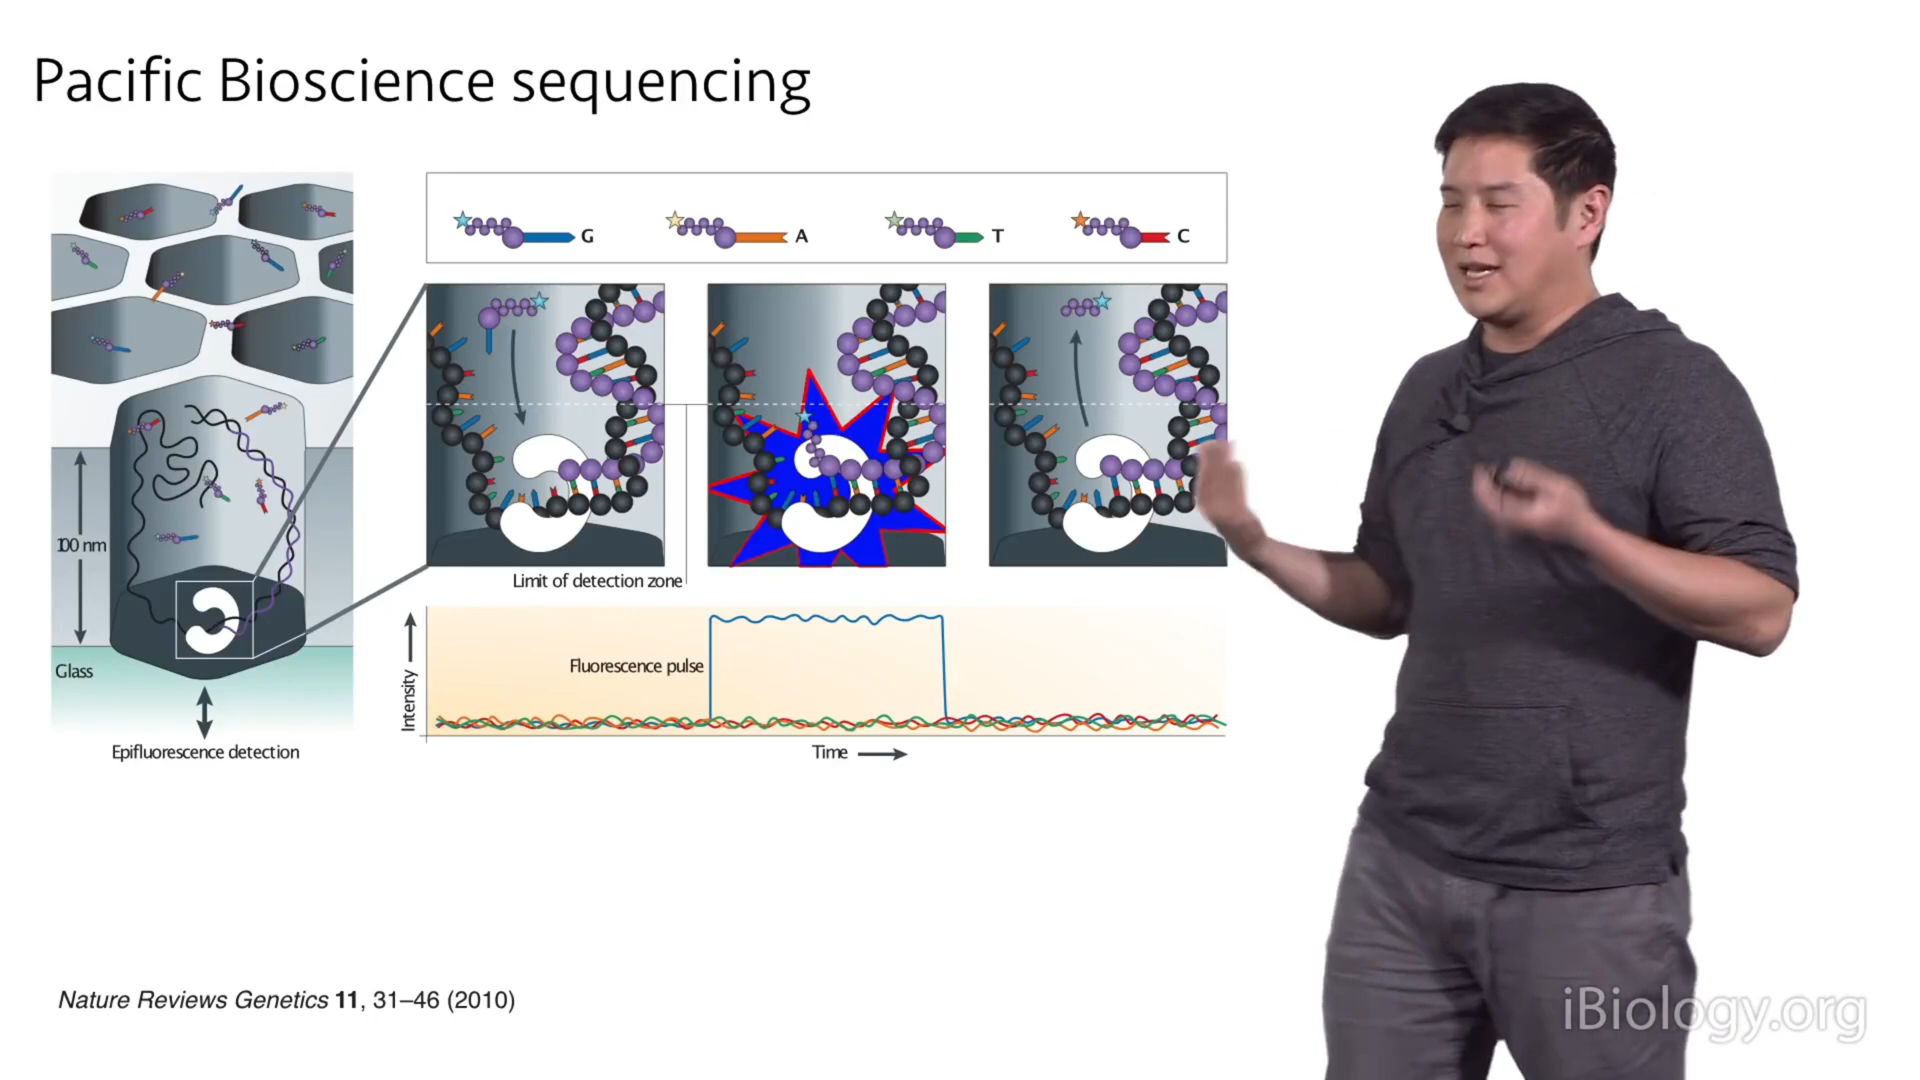 Pacific Bioscience sequencing
G
A
T
C
100 nm
Limit of detection zone
Glass
Fluorescence pulse
Intensity
Epifluorescence detection
Time
Nature Reviews Genetics 11, 31–46 (2010)
iBiology.org